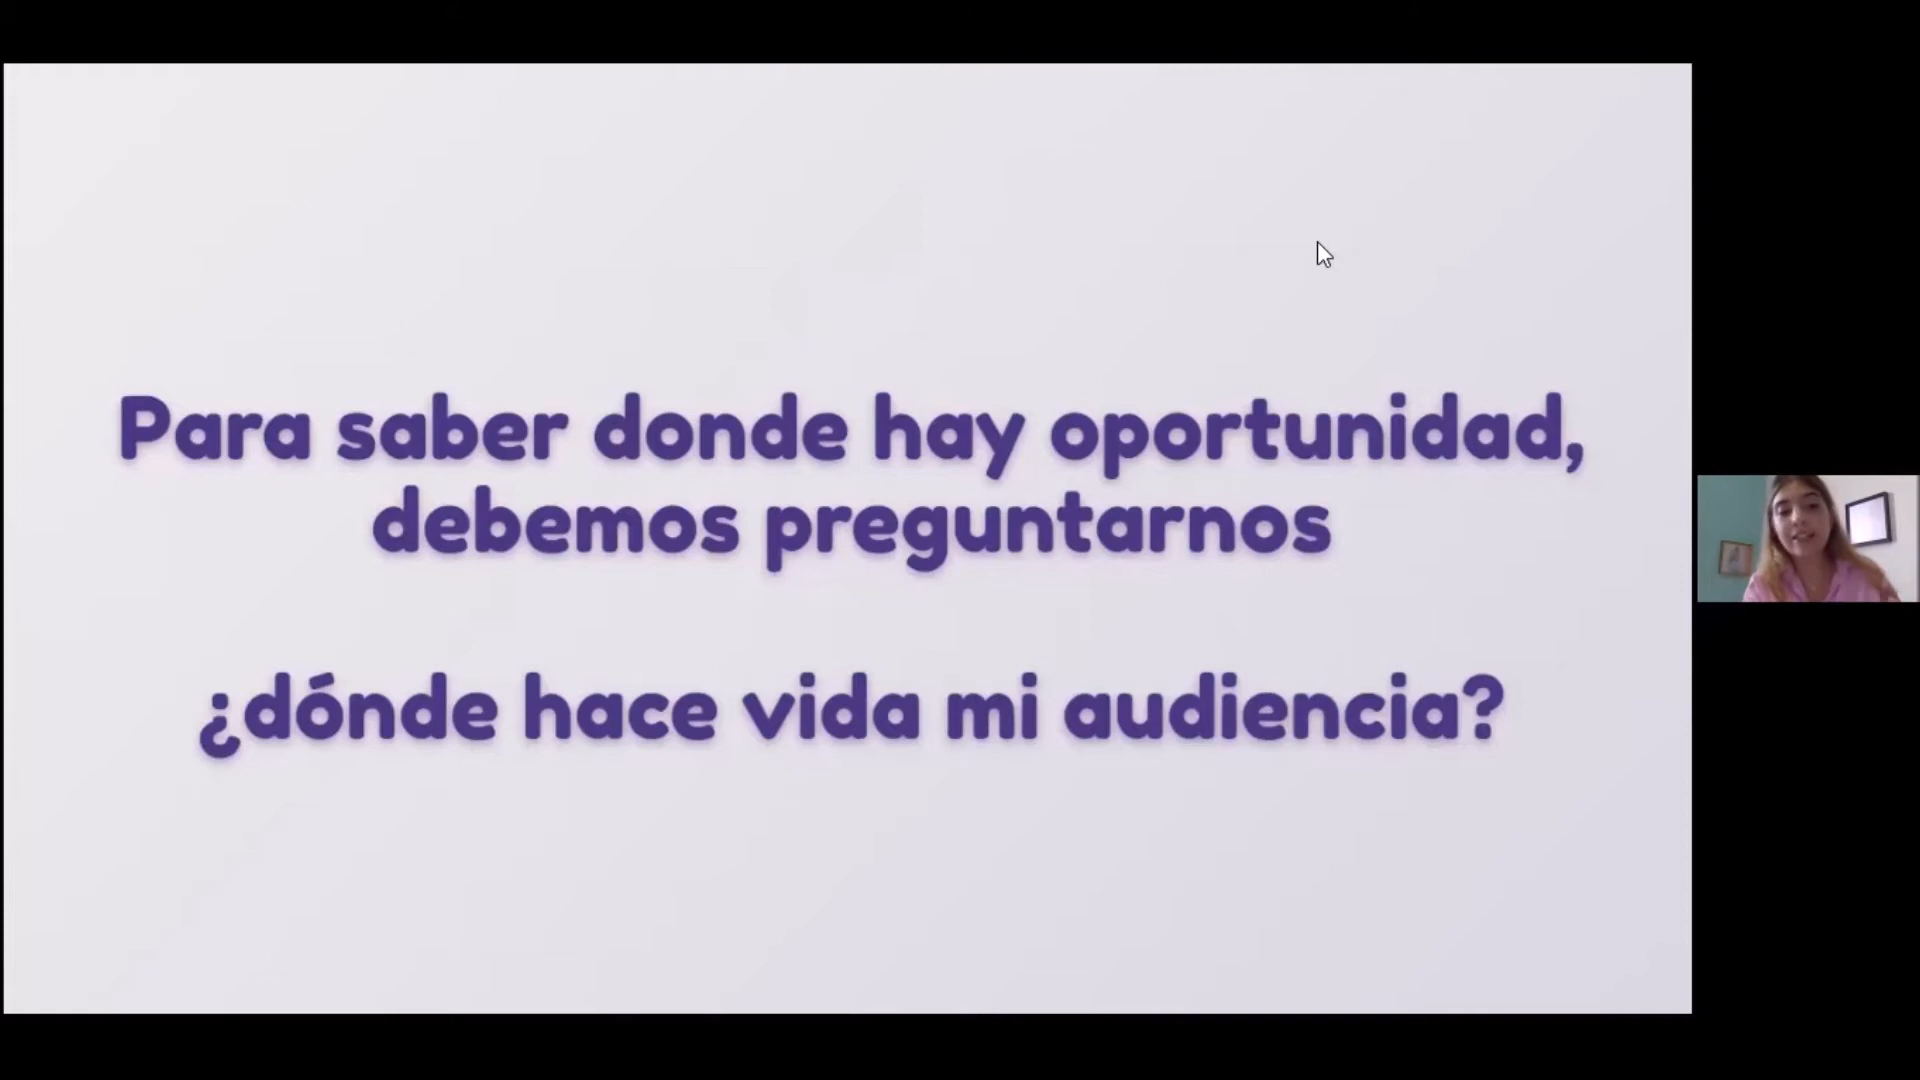 Para saber donde hay oportunidad,
debemos preguntarnos
¿dónde hace vida mi audiencia?